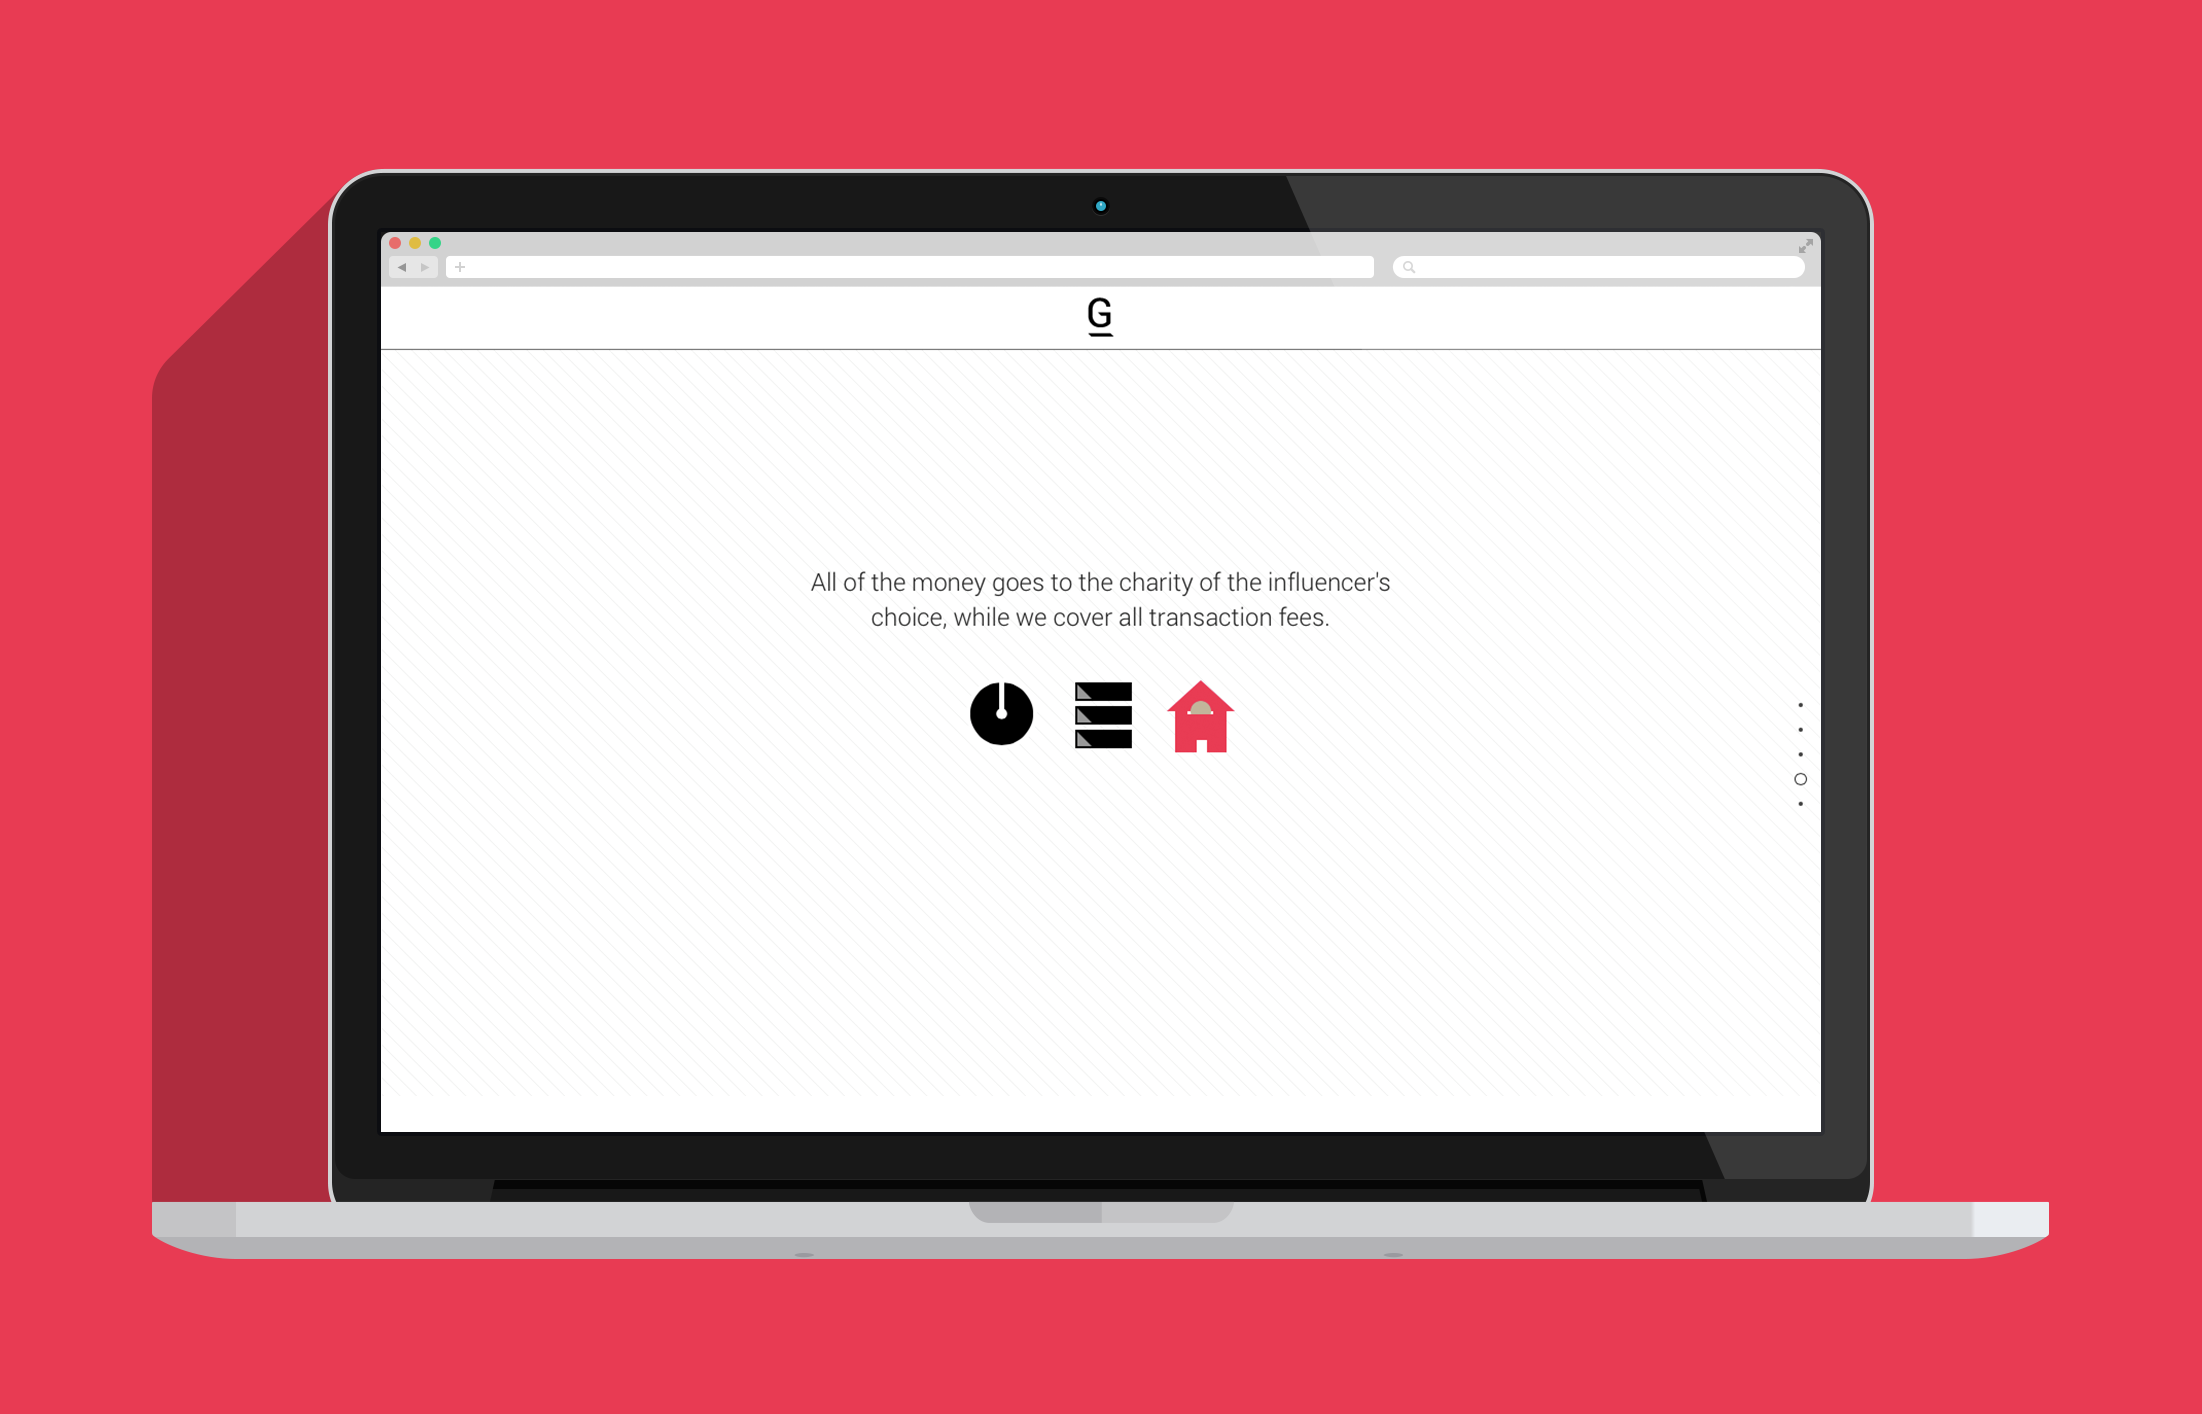 G
All of the money goes to the charity of the influencer's
choice, while we cover all transaction fees.